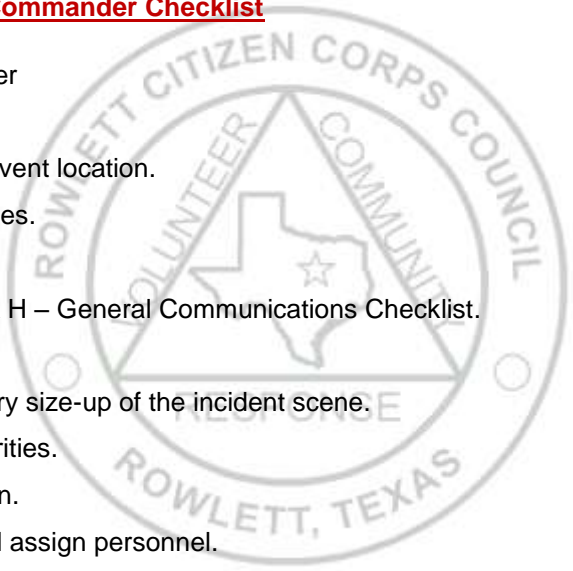 Commander Checklist
er
vent location.
es.
H – General Communications Checklist.
ry size-up of the incident scene.
rities.
n.
l assign personnel.
ROWLETT CITIZEN CORPS COUNCIL
VOLUNTEER
COMMUNITY
RESPONSE
ROWLETT, TEXAS